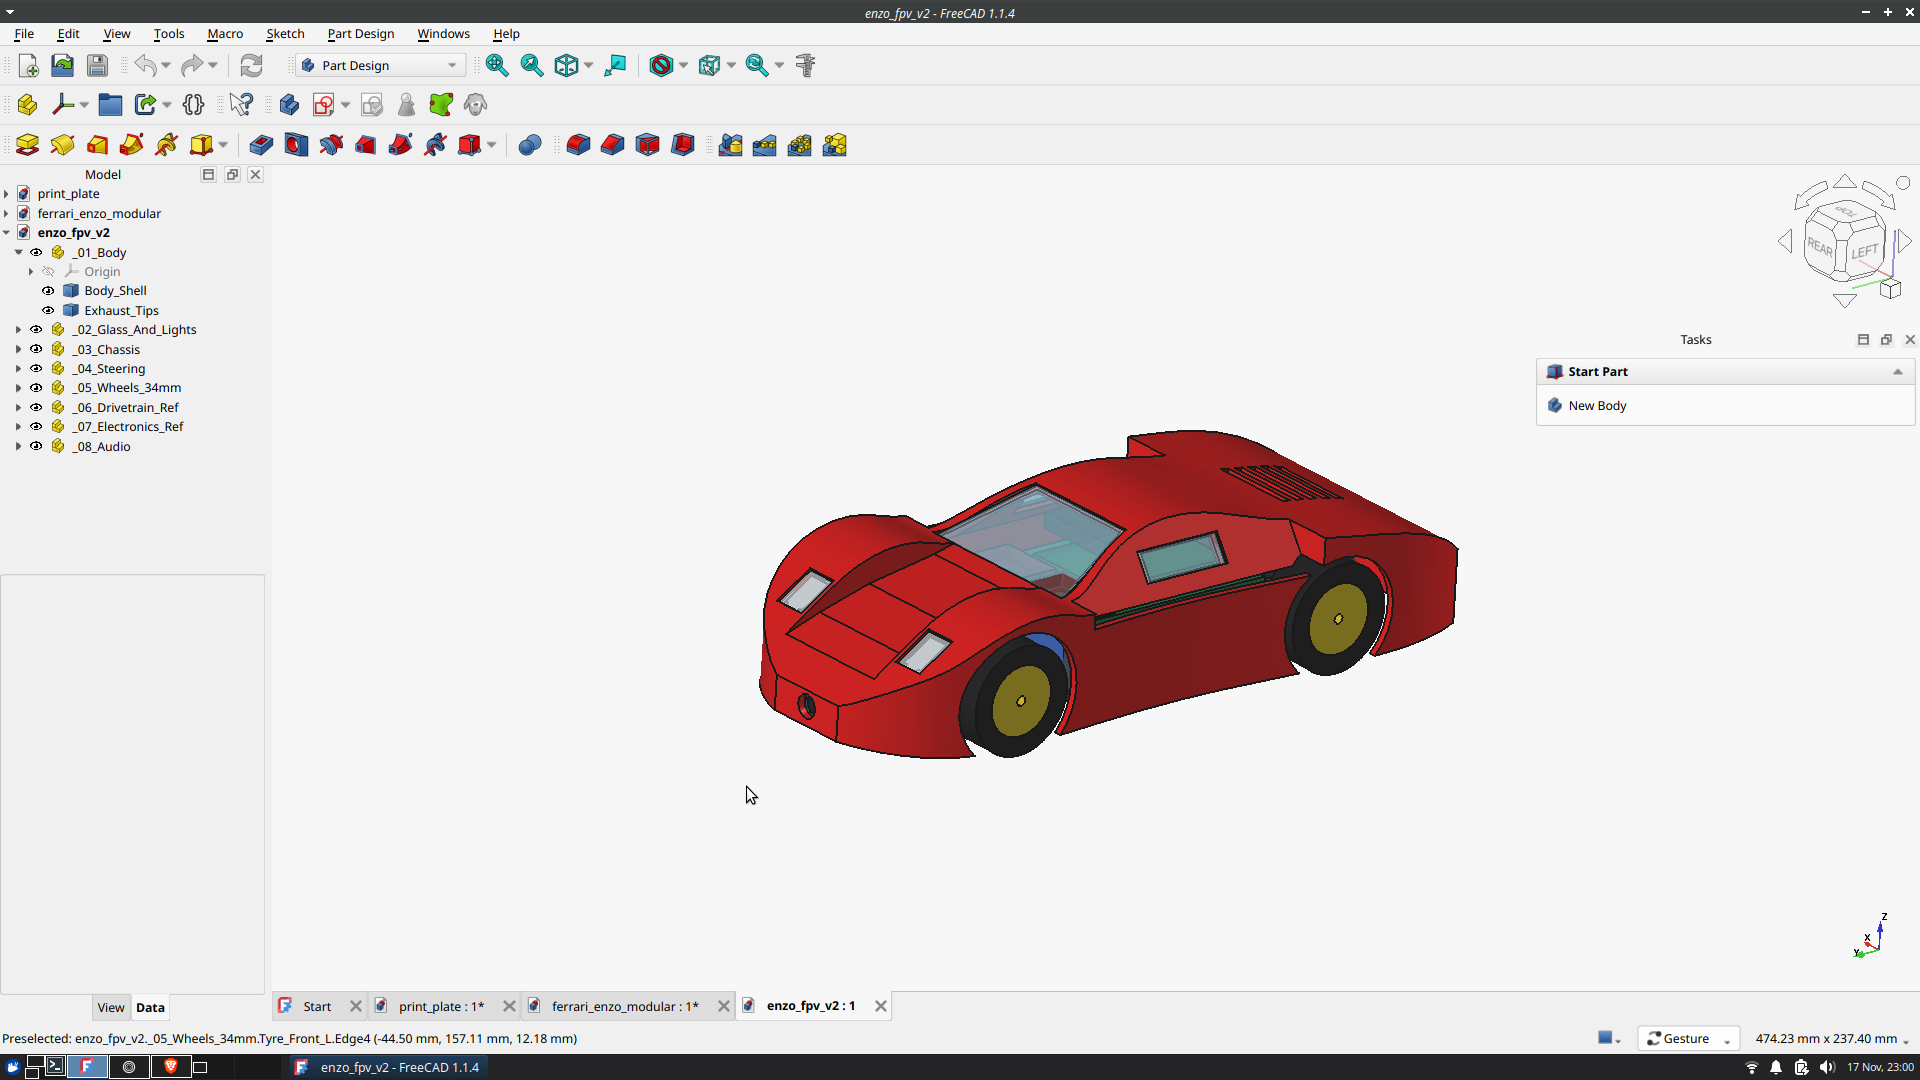 enzo_fpv_v2 - FreeCAD 1.1.4
File Edit View Tools Macro Sketch Part Design Windows Help
Part Design
Model
print_plate
ferrari_enzo_modular
enzo_fpv_v2
_01_Body
Origin
Body_Shell
Exhaust_Tips
_02_Glass_And_Lights
_03_Chassis
_04_Steering
_05_Wheels_34mm
_06_Drivetrain_Ref
_07_Electronics_Ref
_08_Audio
TOP
REAR
LEFT
Tasks
Start Part
New Body
Z
X
Y
View Data
Start
print_plate : 1*
ferrari_enzo_modular : 1*
enzo_fpv_v2 : 1
Preselected: enzo_fpv_v2._05_Wheels_34mm.Tyre_Front_L.Edge4 (-44.50 mm, 157.11 mm, 12.18 mm)
Gesture
474.23 mm x 237.40 mm
enzo_fpv_v2 - FreeCAD 1.1.4
17 Nov, 23:00